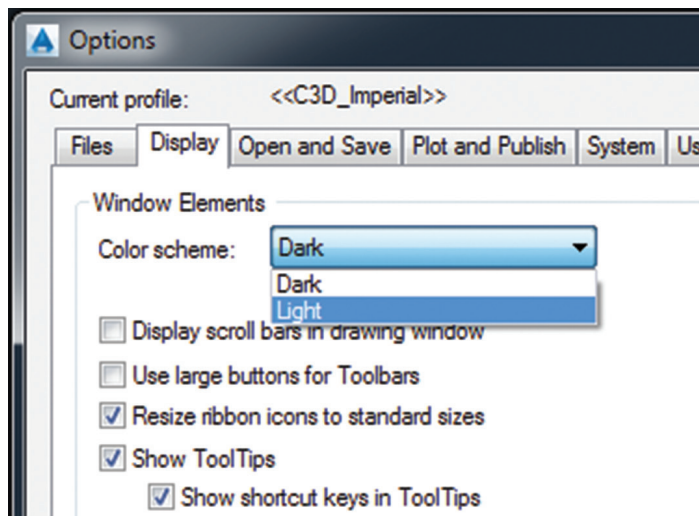 Options
Current profile: <<C3D_Imperial>>
Files Display Open and Save Plot and Publish System
Window Elements
Color scheme: Dark
Dark
Light
Display scroll bars in drawing window
Use large buttons for Toolbars
Resize ribbon icons to standard sizes
Show ToolTips
Show shortcut keys in ToolTips